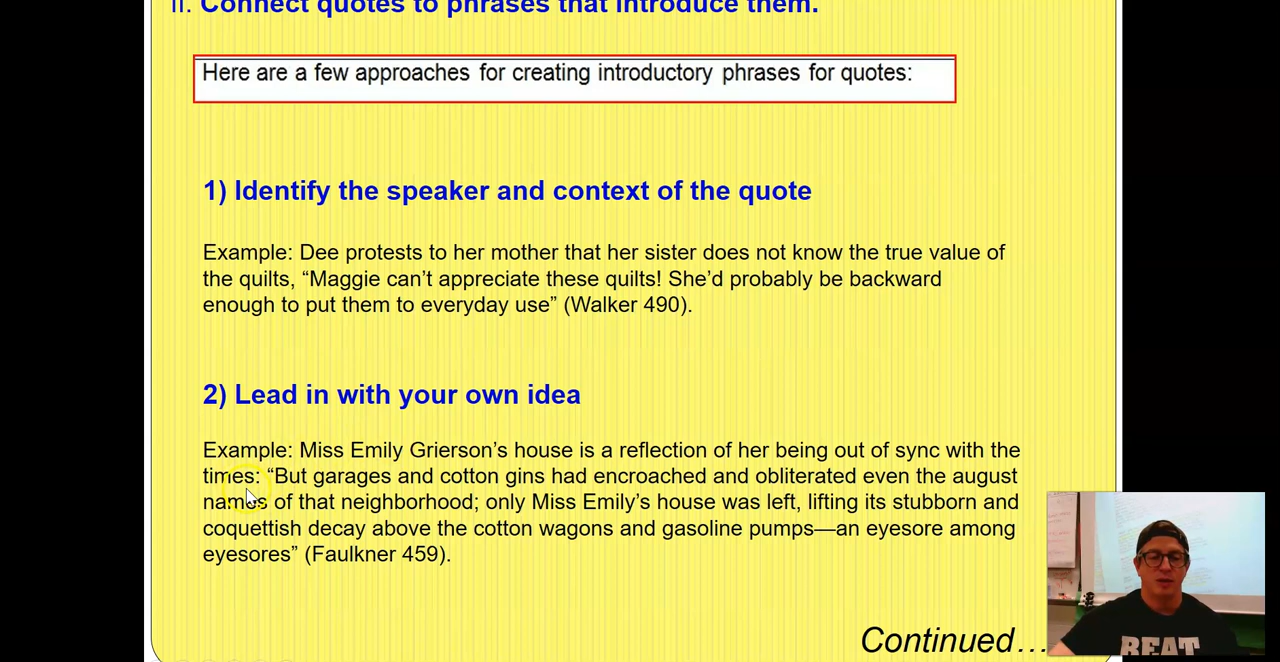 II. Connect quotes to phrases that introduce them.
Here are a few approaches for creating introductory phrases for quotes:
1) Identify the speaker and context of the quote
Example: Dee protests to her mother that her sister does not know the true value of
the quilts, “Maggie can’t appreciate these quilts! She’d probably be backward
enough to put them to everyday use” (Walker 490).
2) Lead in with your own idea
Example: Miss Emily Grierson’s house is a reflection of her being out of sync with the
times: “But garages and cotton gins had encroached and obliterated even the august
names of that neighborhood; only Miss Emily’s house was left, lifting its stubborn and
coquettish decay above the cotton wagons and gasoline pumps—an eyesore among
eyesores” (Faulkner 459).
Continued…
BEAT